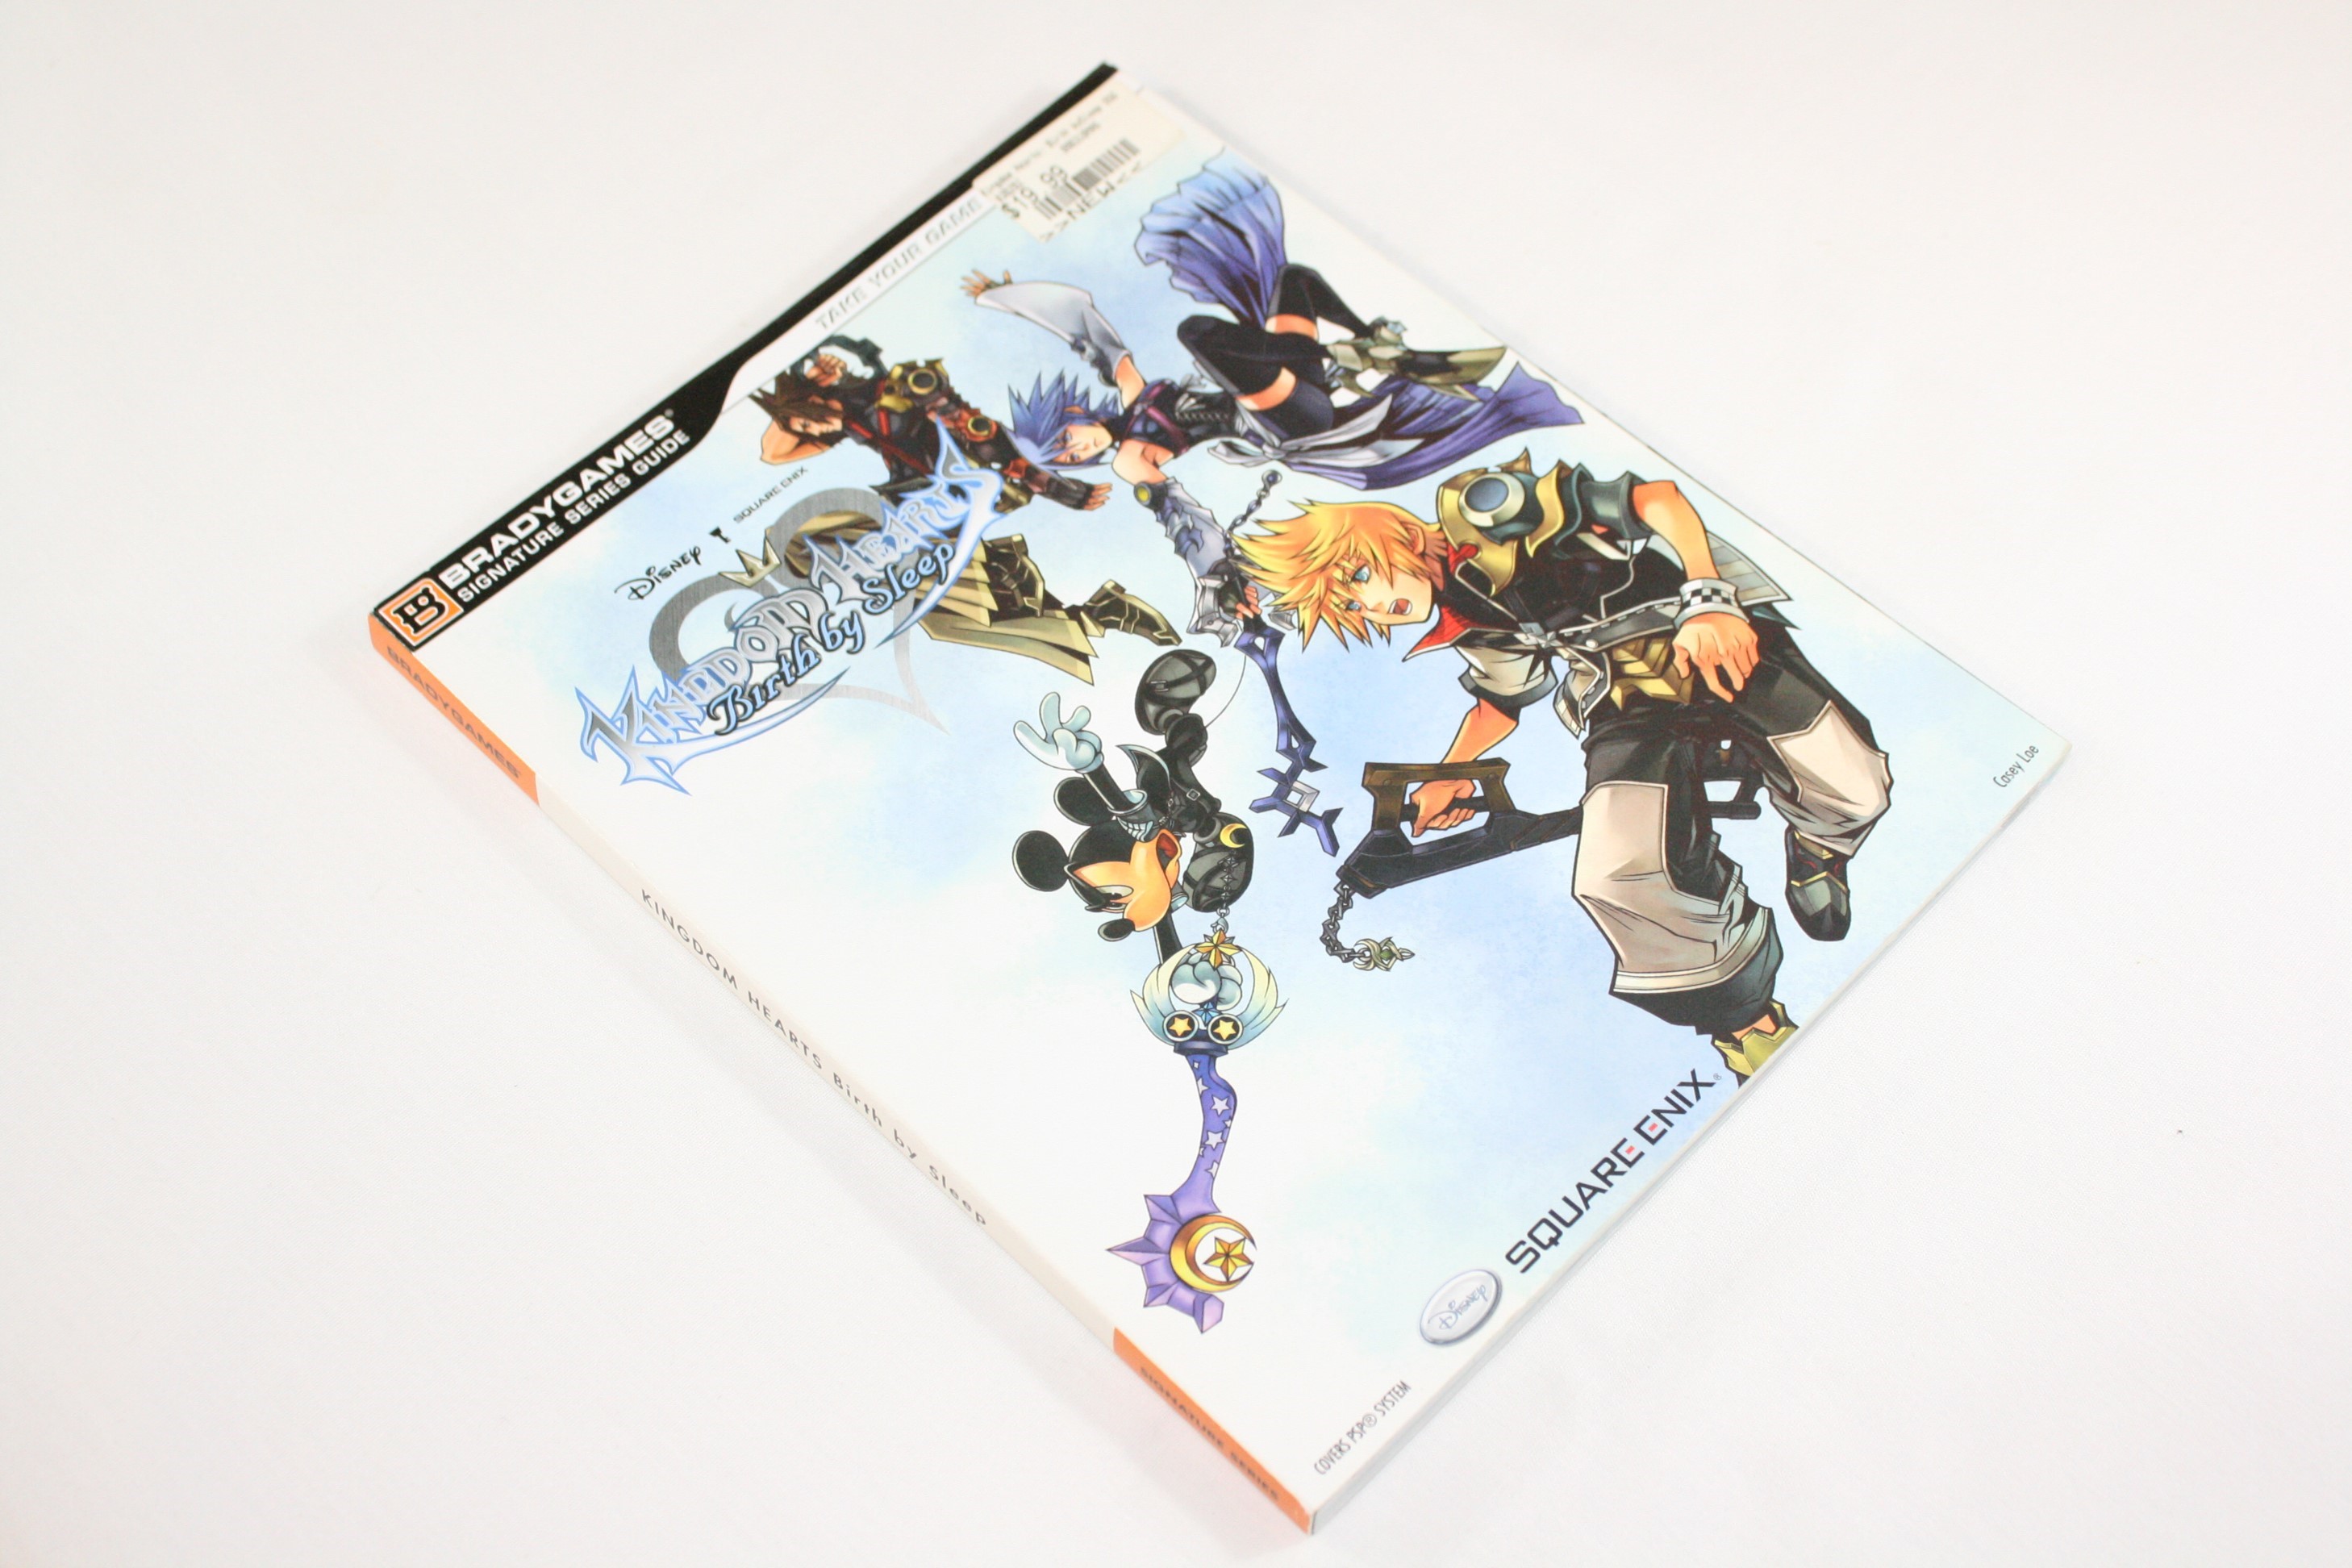 $19.99
NEW
TAKE YOUR GAME
BRADYGAMES®
SIGNATURE SERIES GUIDE
Disney
SQUARE ENIX
KINGDOM HEARTS
Birth by Sleep
Casey Loe
SQUARE ENIX®
Disney
COVERS PSP® SYSTEM
BRADYGAMES®
KINGDOM HEARTS Birth by Sleep
SIGNATURE SERIES